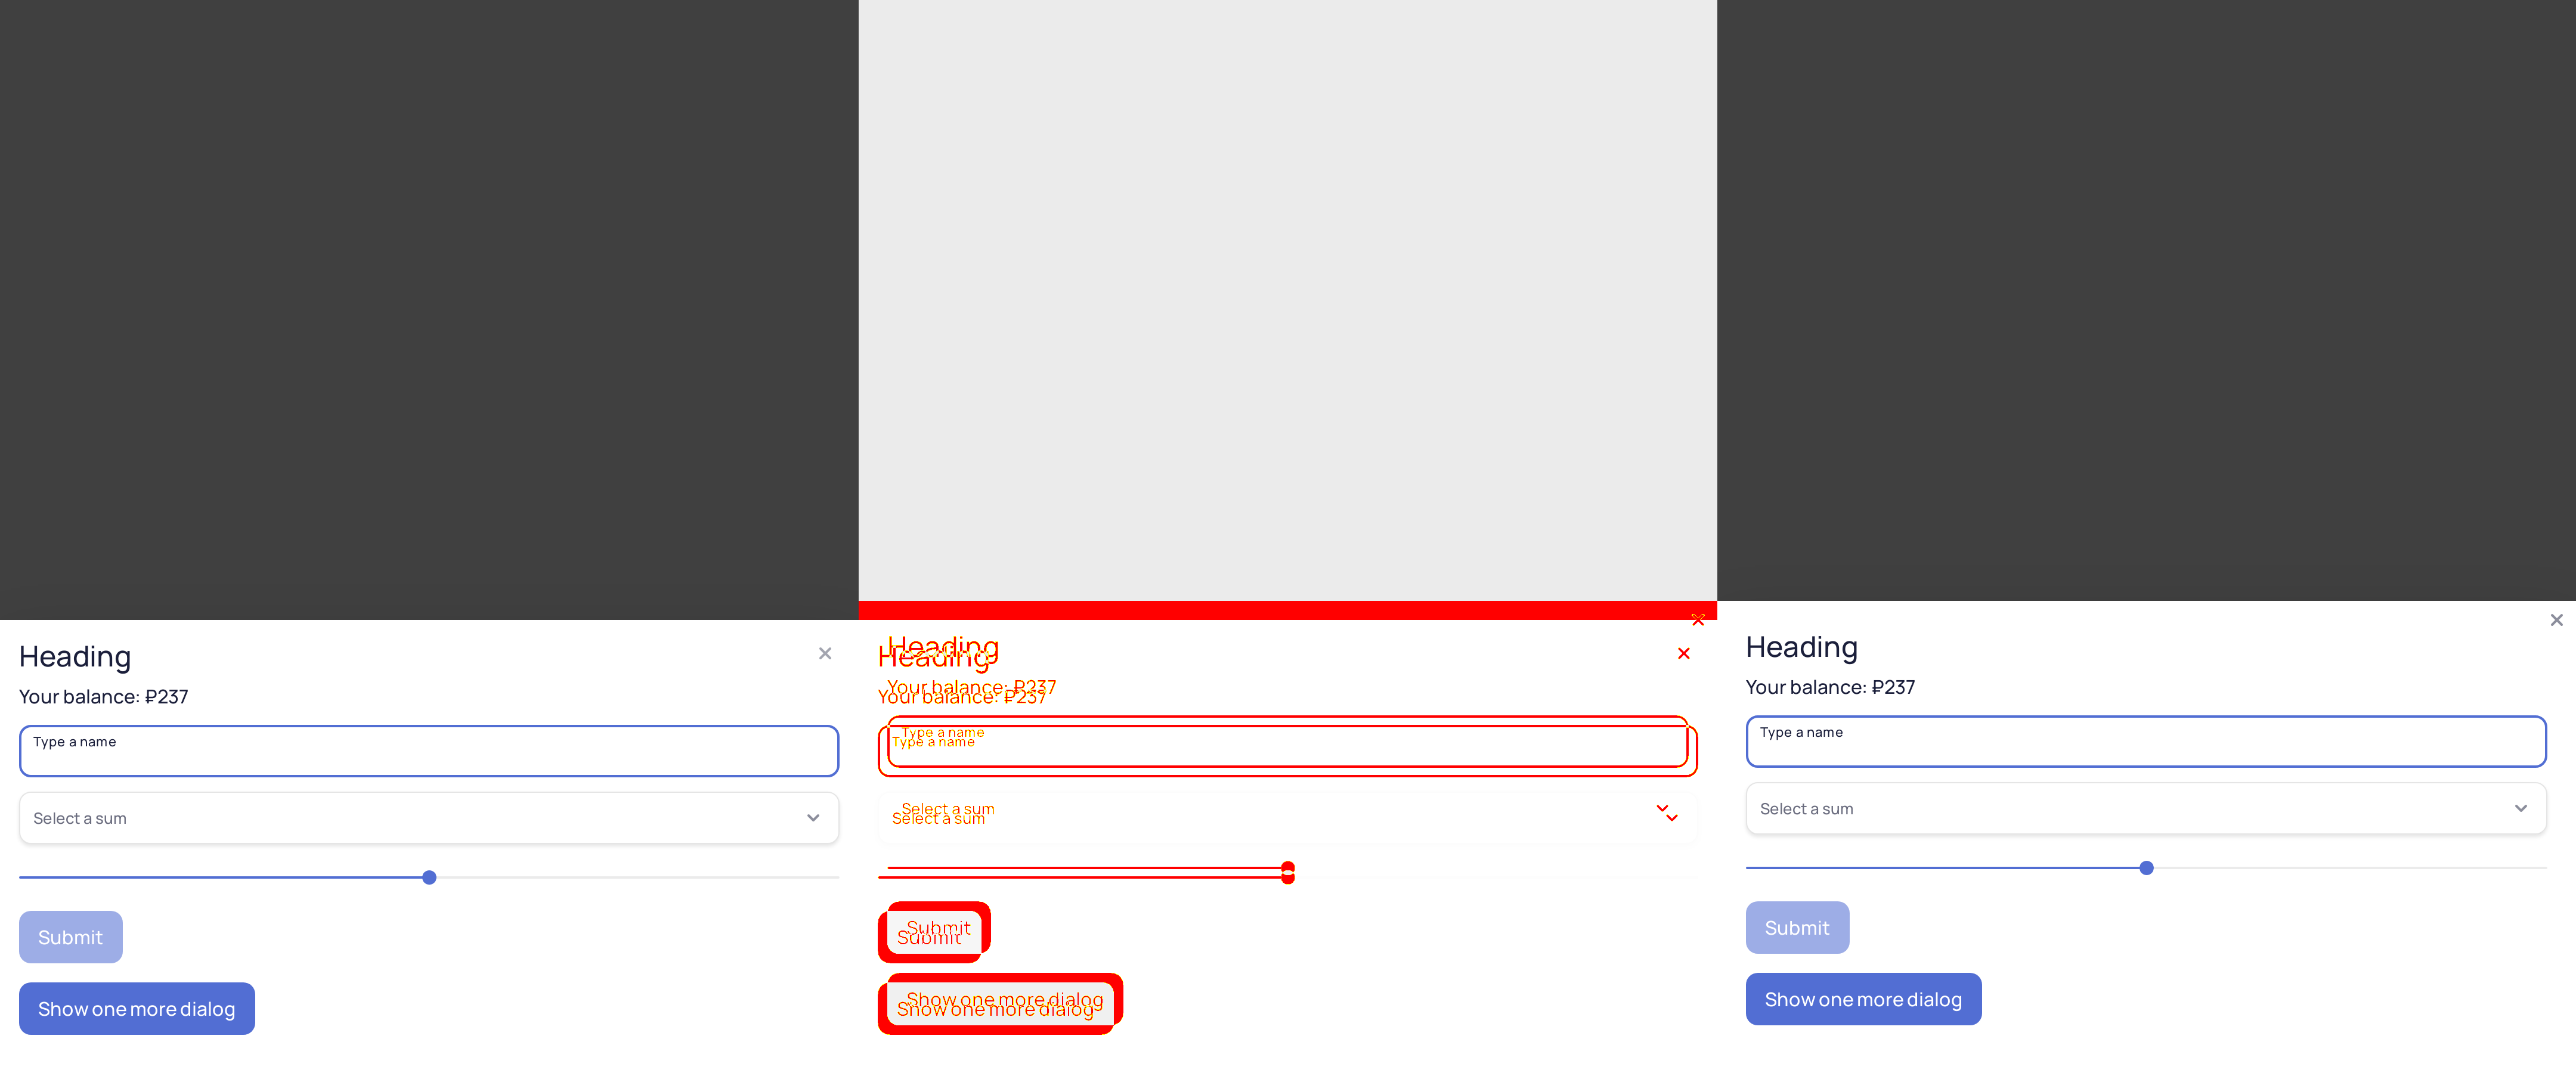 Heading
Your balance: ₽237
Type a name
Select a sum
Submit
Show one more dialog
Heading
Heading
Your balance: ₽237
Your balance: ₽237
Type a name
Type a name
Select a sum
Select a sum
Submit
Submit
Show one more dialog
Show one more dialog
Heading
Your balance: ₽237
Type a name
Select a sum
Submit
Show one more dialog